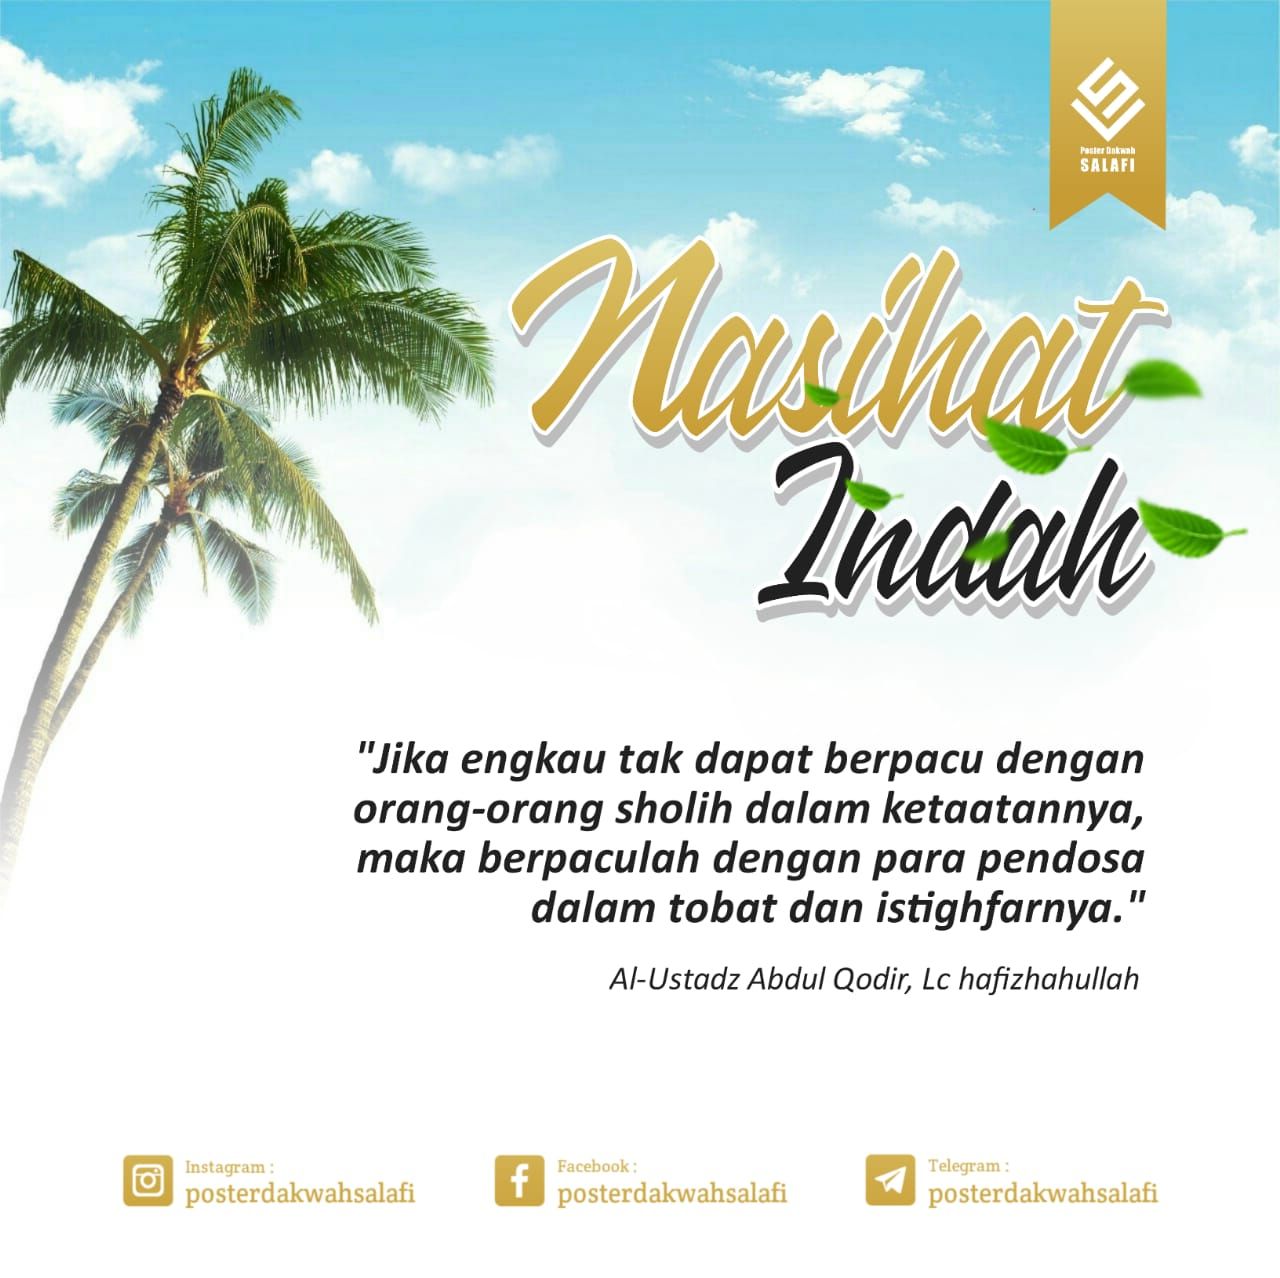 Poster Dakwah
SALAFI
Nasihat
Indah
"Jika engkau tak dapat berpacu dengan
orang-orang sholih dalam ketaatannya,
maka berpaculah dengan para pendosa
dalam tobat dan istighfarnya."
Al-Ustadz Abdul Qodir, Lc hafizhahullah
Instagram :
posterdakwahsalafi
Facebook :
posterdakwahsalafi
Telegram :
posterdakwahsalafi